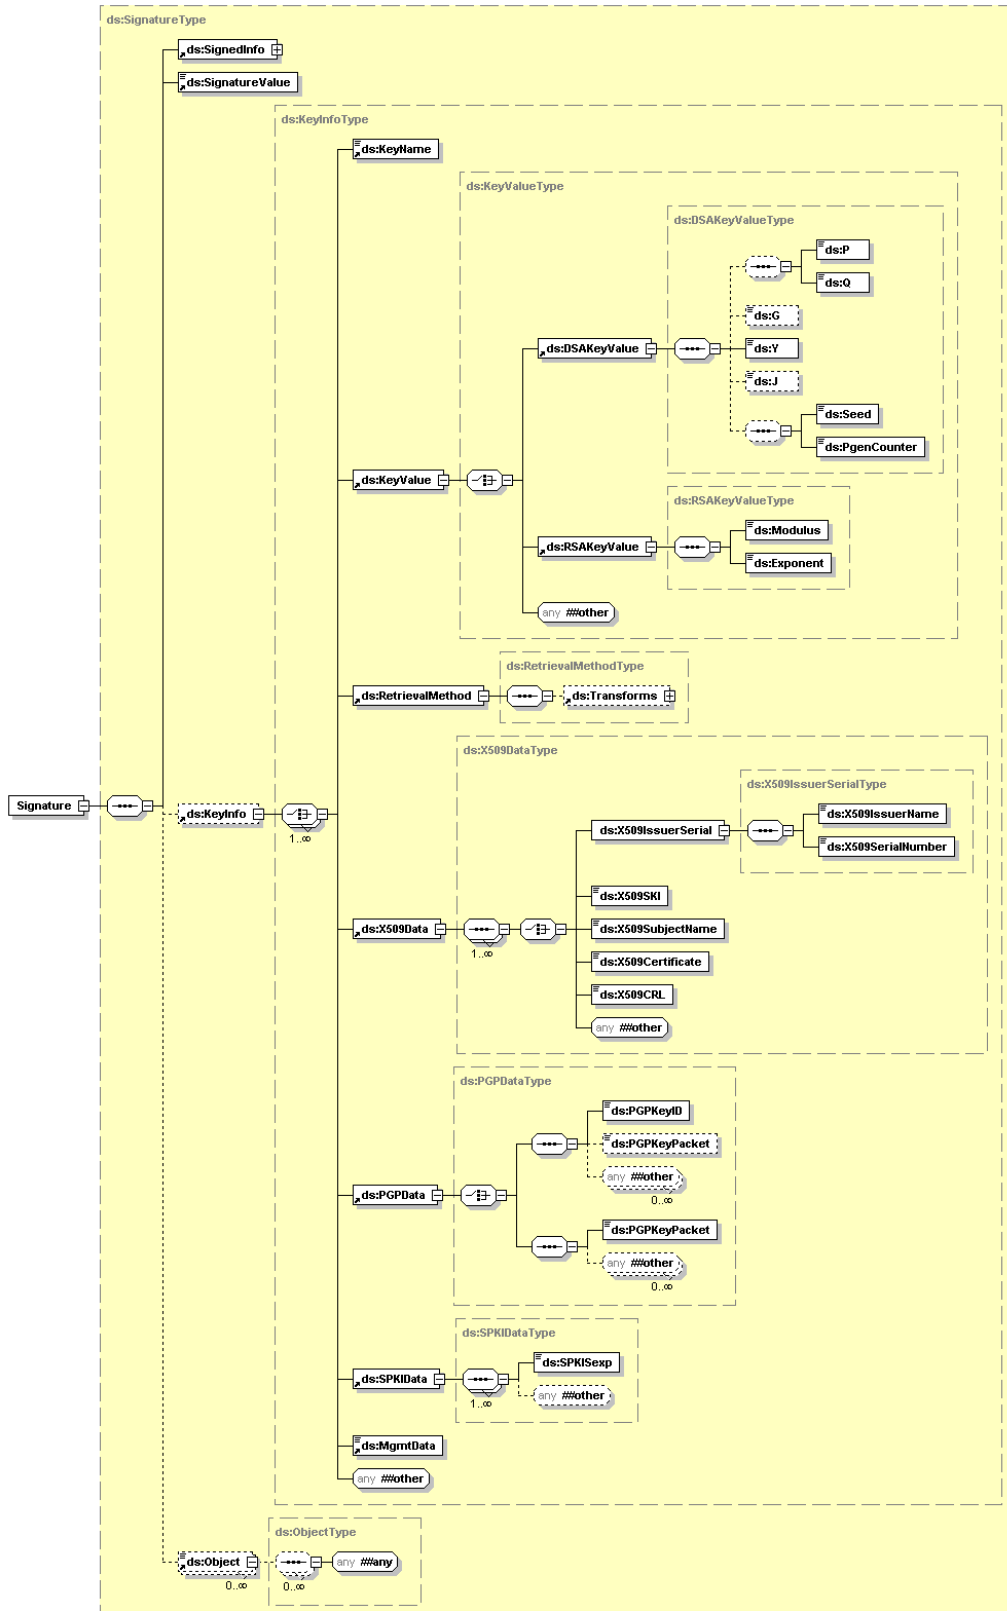 ds:SignatureType
ds:SignedInfo
ds:SignatureValue
ds:KeyInfoType
ds:KeyName
ds:KeyValueType
ds:DSAKeyValueType
ds:P
ds:Q
ds:G
ds:DSAKeyValue
ds:Y
ds:J
ds:Seed
ds:PgenCounter
ds:KeyValue
ds:RSAKeyValueType
ds:Modulus
ds:RSAKeyValue
ds:Exponent
any ##other
ds:RetrievalMethodType
ds:RetrievalMethod
ds:Transforms
ds:X509DataType
ds:X509IssuerSerialType
Signature
ds:KeyInfo
1..∞
ds:X509IssuerName
ds:X509IssuerSerial
ds:X509SerialNumber
ds:X509SKI
ds:X509Data
1..∞
ds:X509SubjectName
ds:X509Certificate
ds:X509CRL
any ##other
ds:PGPDataType
ds:PGPKeyID
ds:PGPKeyPacket
any ##other
0..∞
ds:PGPData
ds:PGPKeyPacket
any ##other
0..∞
ds:SPKIDataType
ds:SPKISexp
ds:SPKIData
1..∞
any ##other
ds:MgmtData
any ##other
ds:ObjectType
ds:Object
0..∞
0..∞
any ##any